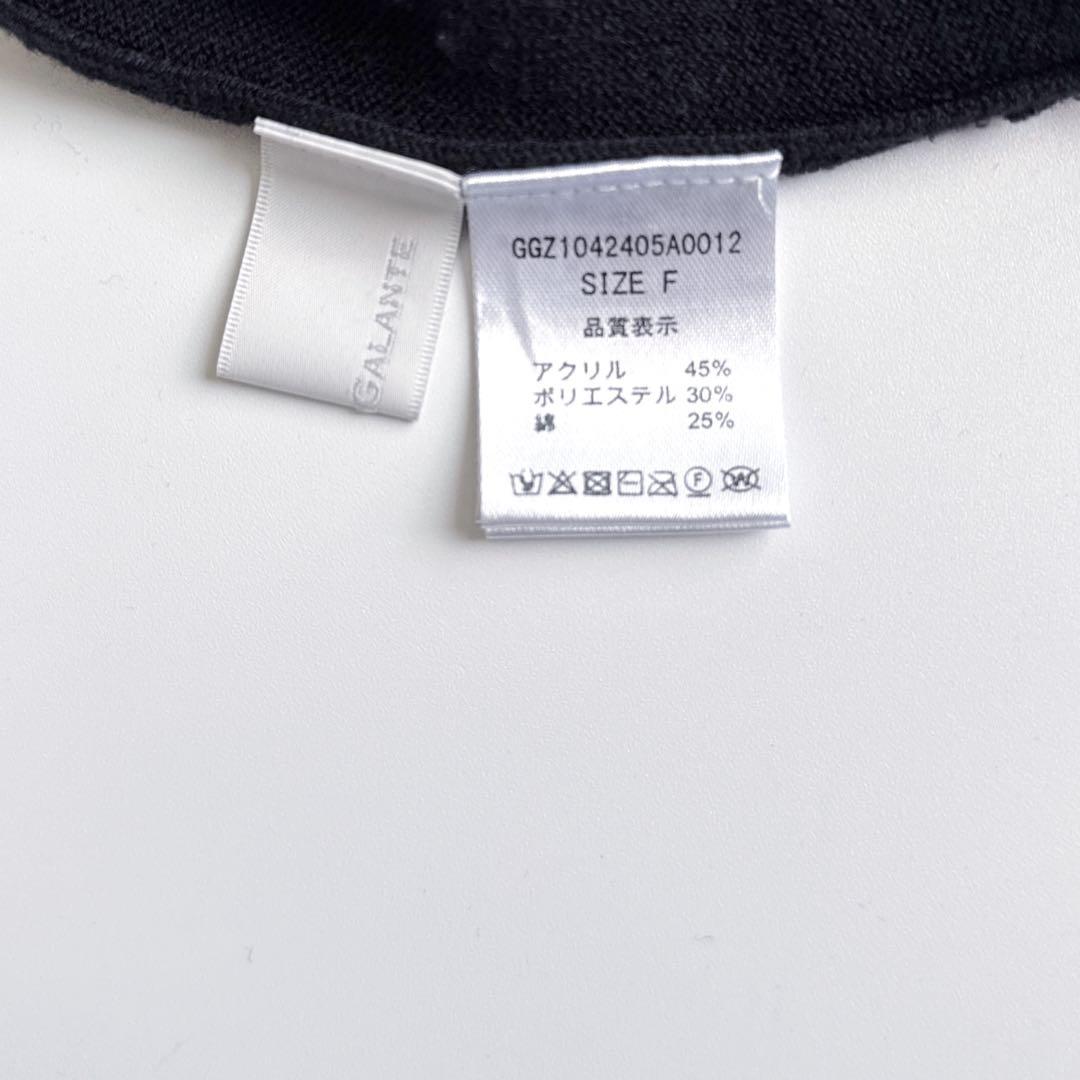 GALANTE
GGZ1042405A0012
SIZE F
品質表示
アクリル 45%
ポリエステル 30%
綿 25%
F
W